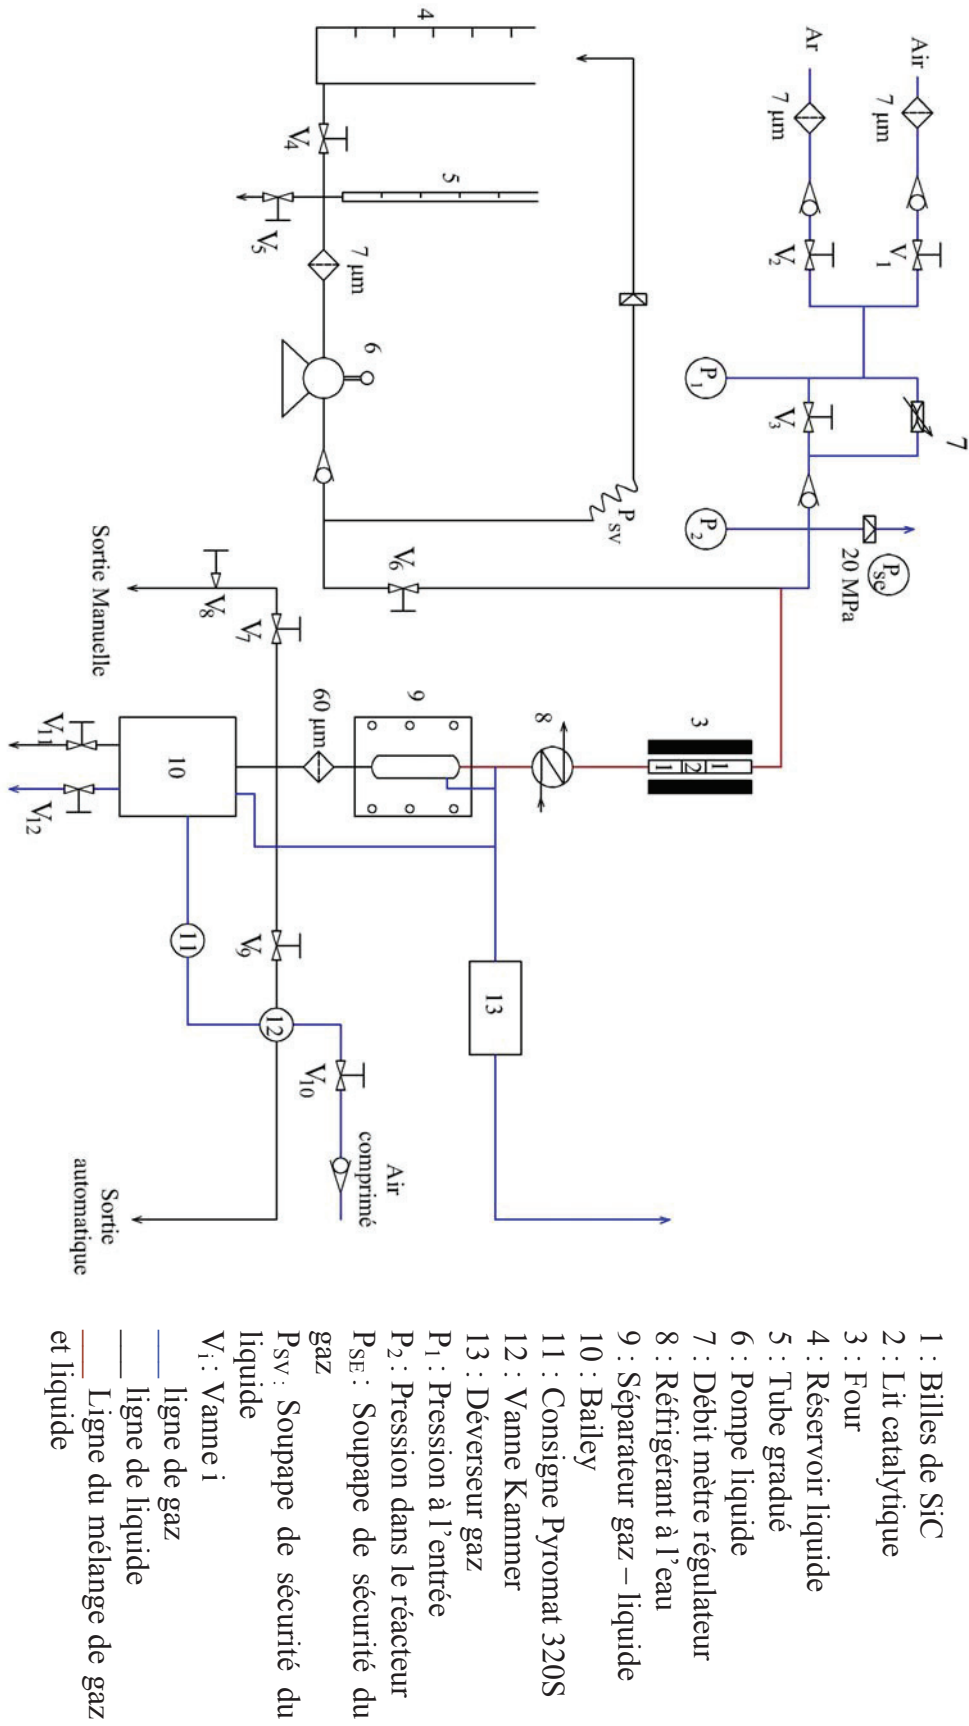 Air
7 μm
V1
7
Ar
7 μm
V2
P1
V3
P2
PSE
20 MPa
PSV
4
V4
5
V5
7 μm
6
V6
3
1
2
1
8
9
60 μm
V7
V8
Sortie Manuelle
10
V11
V12
11
V9
12
V10
Air
comprimé
13
Sortie
automatique
1 : Billes de SiC
2 : Lit catalytique
3 : Four
4 : Réservoir liquide
5 : Tube gradué
6 : Pompe liquide
7 : Débit mètre régulateur
8 : Réfrigérant à l’eau
9 : Séparateur gaz – liquide
10 : Bailey
11 : Consigne Pyromat 320S
12 : Vanne Kammer
13 : Déverseur gaz
P1 : Pression à l’entrée
P2 : Pression dans le réacteur
PSE : Soupape de sécurité du
gaz
PSV : Soupape de sécurité du
liquide
Vi : Vanne i
ligne de gaz
ligne de liquide
Ligne du mélange de gaz
et liquide